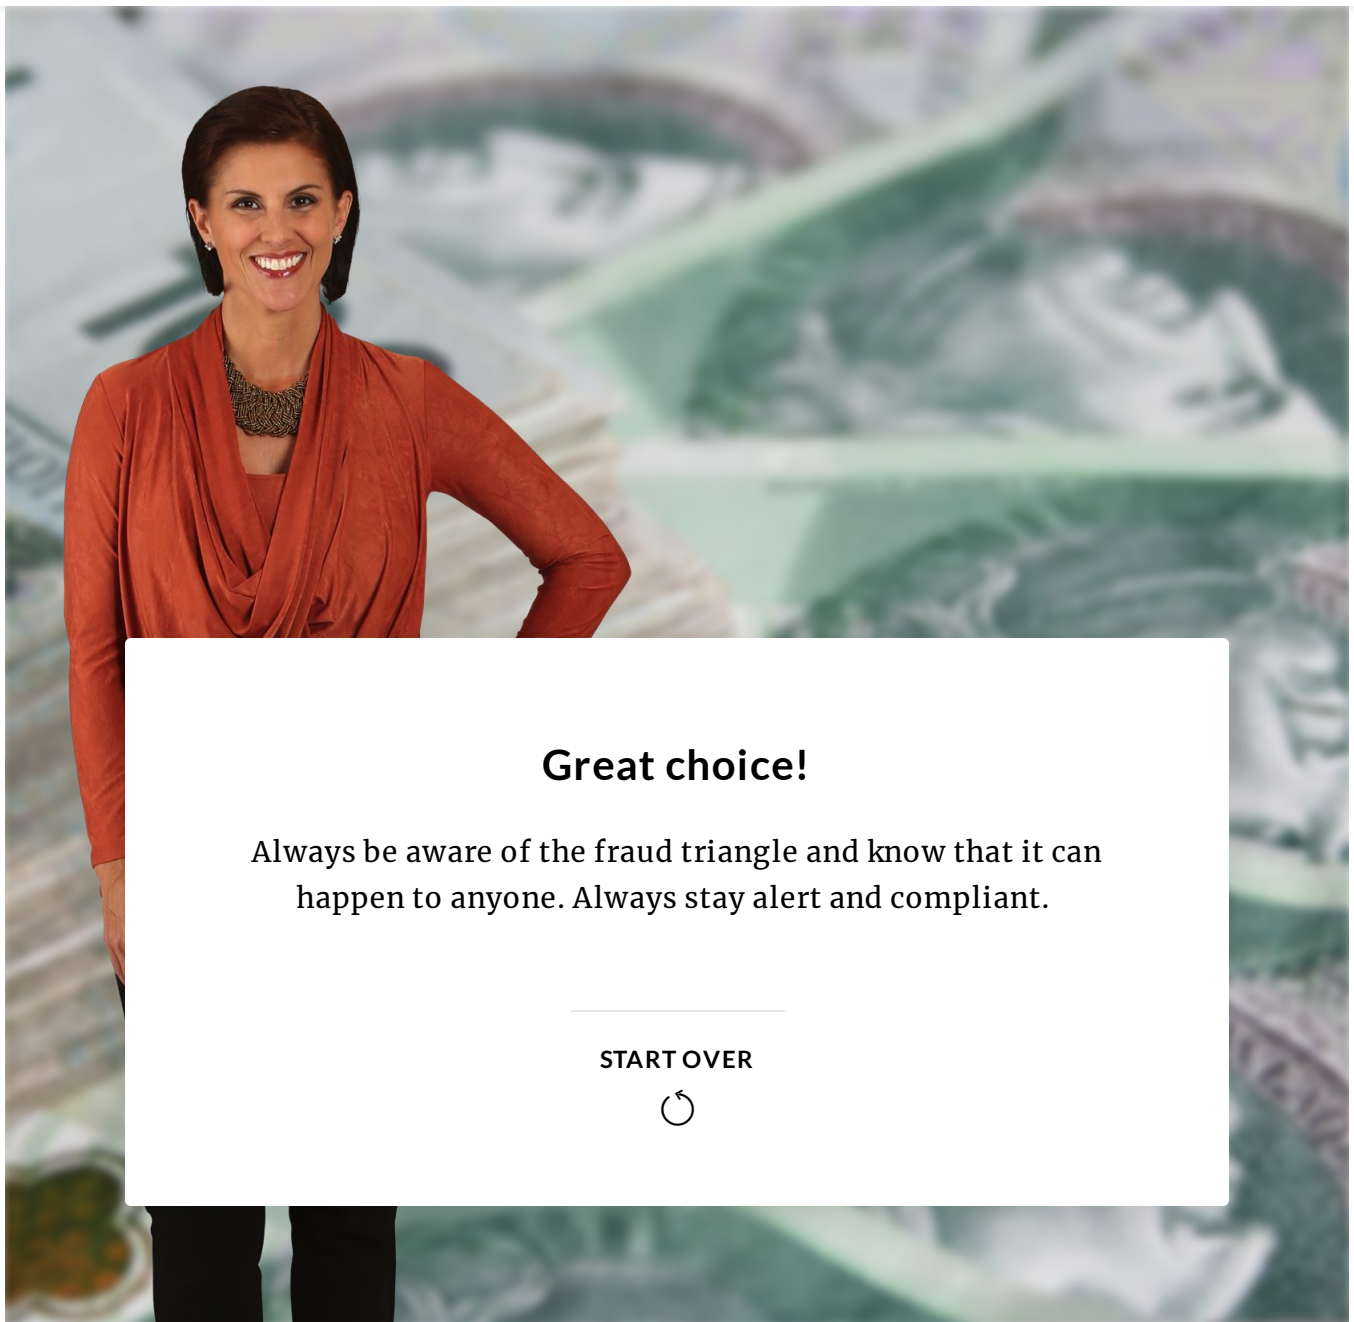 Great choice!
Always be aware of the fraud triangle and know that it can
happen to anyone. Always stay alert and compliant.
START OVER